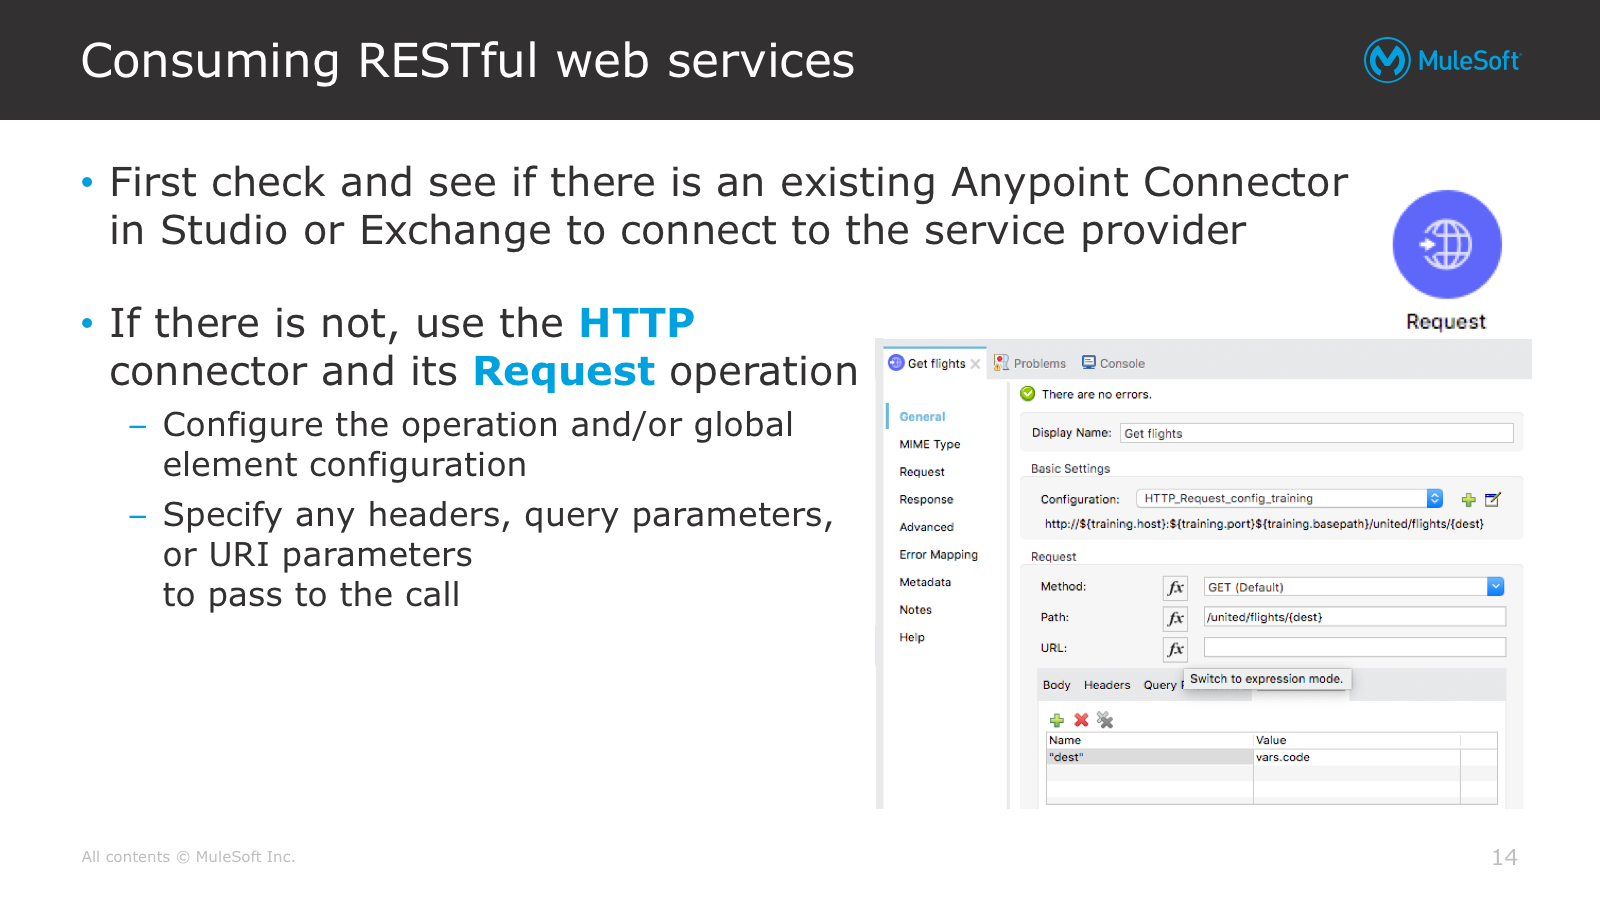 Consuming RESTful web services
MuleSoft
• First check and see if there is an existing Anypoint Connector
in Studio or Exchange to connect to the service provider
Request
• If there is not, use the HTTP
connector and its Request operation
– Configure the operation and/or global
element configuration
– Specify any headers, query parameters,
or URI parameters
to pass to the call
Get flights
Problems
Console
General
MIME Type
Request
Response
Advanced
Error Mapping
Metadata
Notes
Help
There are no errors.
Display Name: Get flights
Basic Settings
Configuration: HTTP_Request_config_training
http://${training.host}:${training.port}${training.basepath}/united/flights/{dest}
Request
Method: fx GET (Default)
Path: fx /united/flights/{dest}
URL: fx
Switch to expression mode.
Body Headers Query
Name Value
"dest" vars.code
All contents © MuleSoft Inc.
14